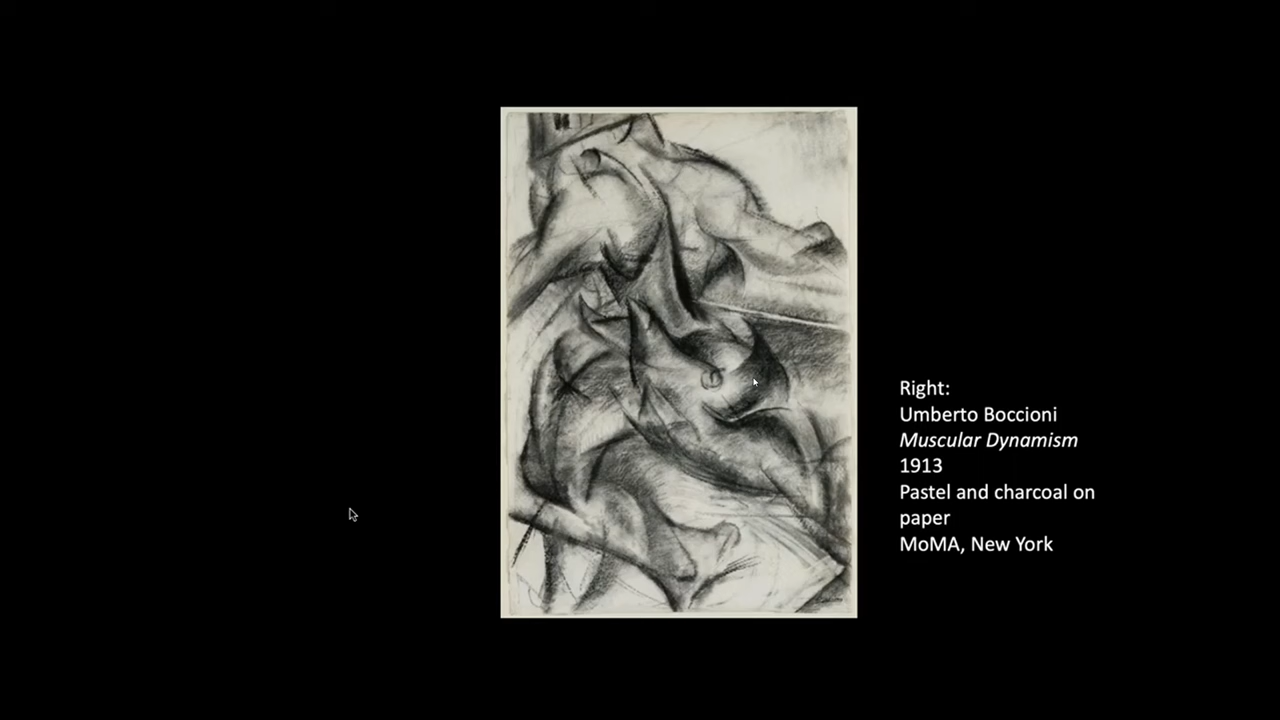 Right:
Umberto Boccioni
Muscular Dynamism
1913
Pastel and charcoal on
paper
MoMA, New York